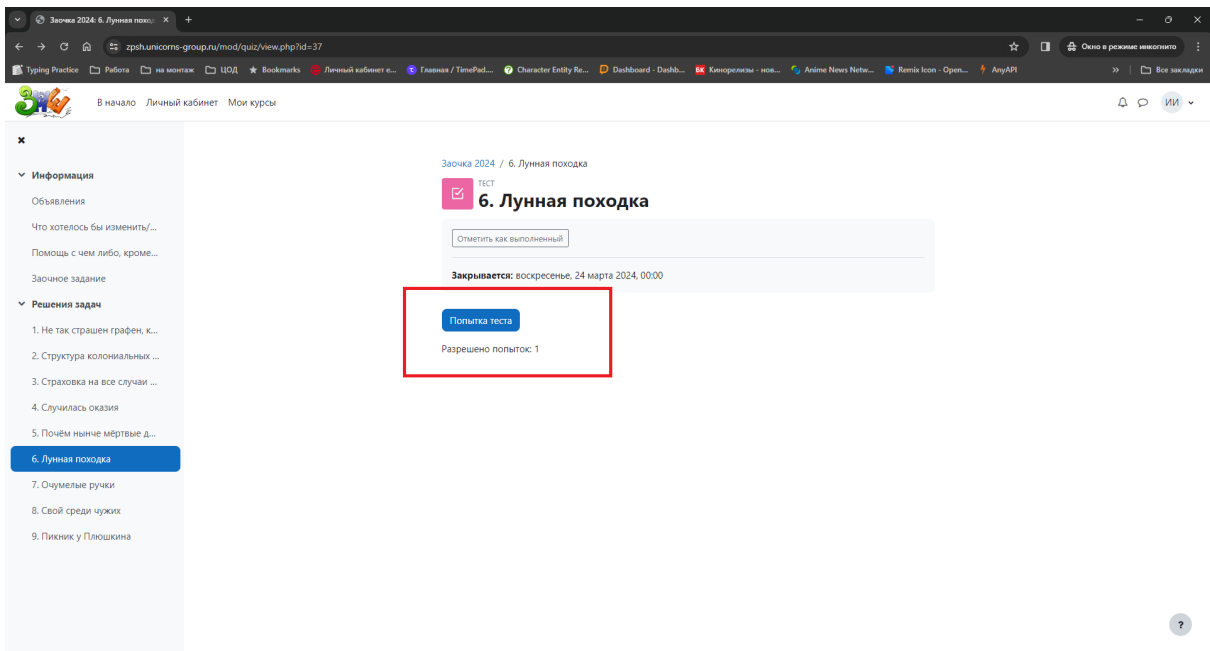 Заочка 2024: 6. Лунная поход
zpsh.unicorns-group.ru/mod/quiz/view.php?id=37
Окно в режиме инкогнито
Typing Practice Работа на монтаж ЦОД Bookmarks Личный кабинет е... Главная / TimePad.... Character Entity Re... Dashboard - Dashb... БК Кинорелизы - нов... Anime News Netw... Remix Icon - Open... AnyAPI » Все закладки
ЗПШ В начало Личный кабинет Мои курсы ИИ
Информация
Объявления
Что хотелось бы изменить/...
Помощь с чем либо, кроме...
Заочное задание
Решения задач
1. Не так страшен графен, к...
2. Структура колониальных ...
3. Страховка на все случаи ...
4. Случилась оказия
5. Почём нынче мёртвые д...
6. Лунная походка
7. Очумелые ручки
8. Свой среди чужих
9. Пикник у Плюшкина
Заочка 2024 / 6. Лунная походка
ТЕСТ
6. Лунная походка
Отметить как выполненный
Закрывается: воскресенье, 24 марта 2024, 00:00
Попытка теста
Разрешено попыток: 1
?